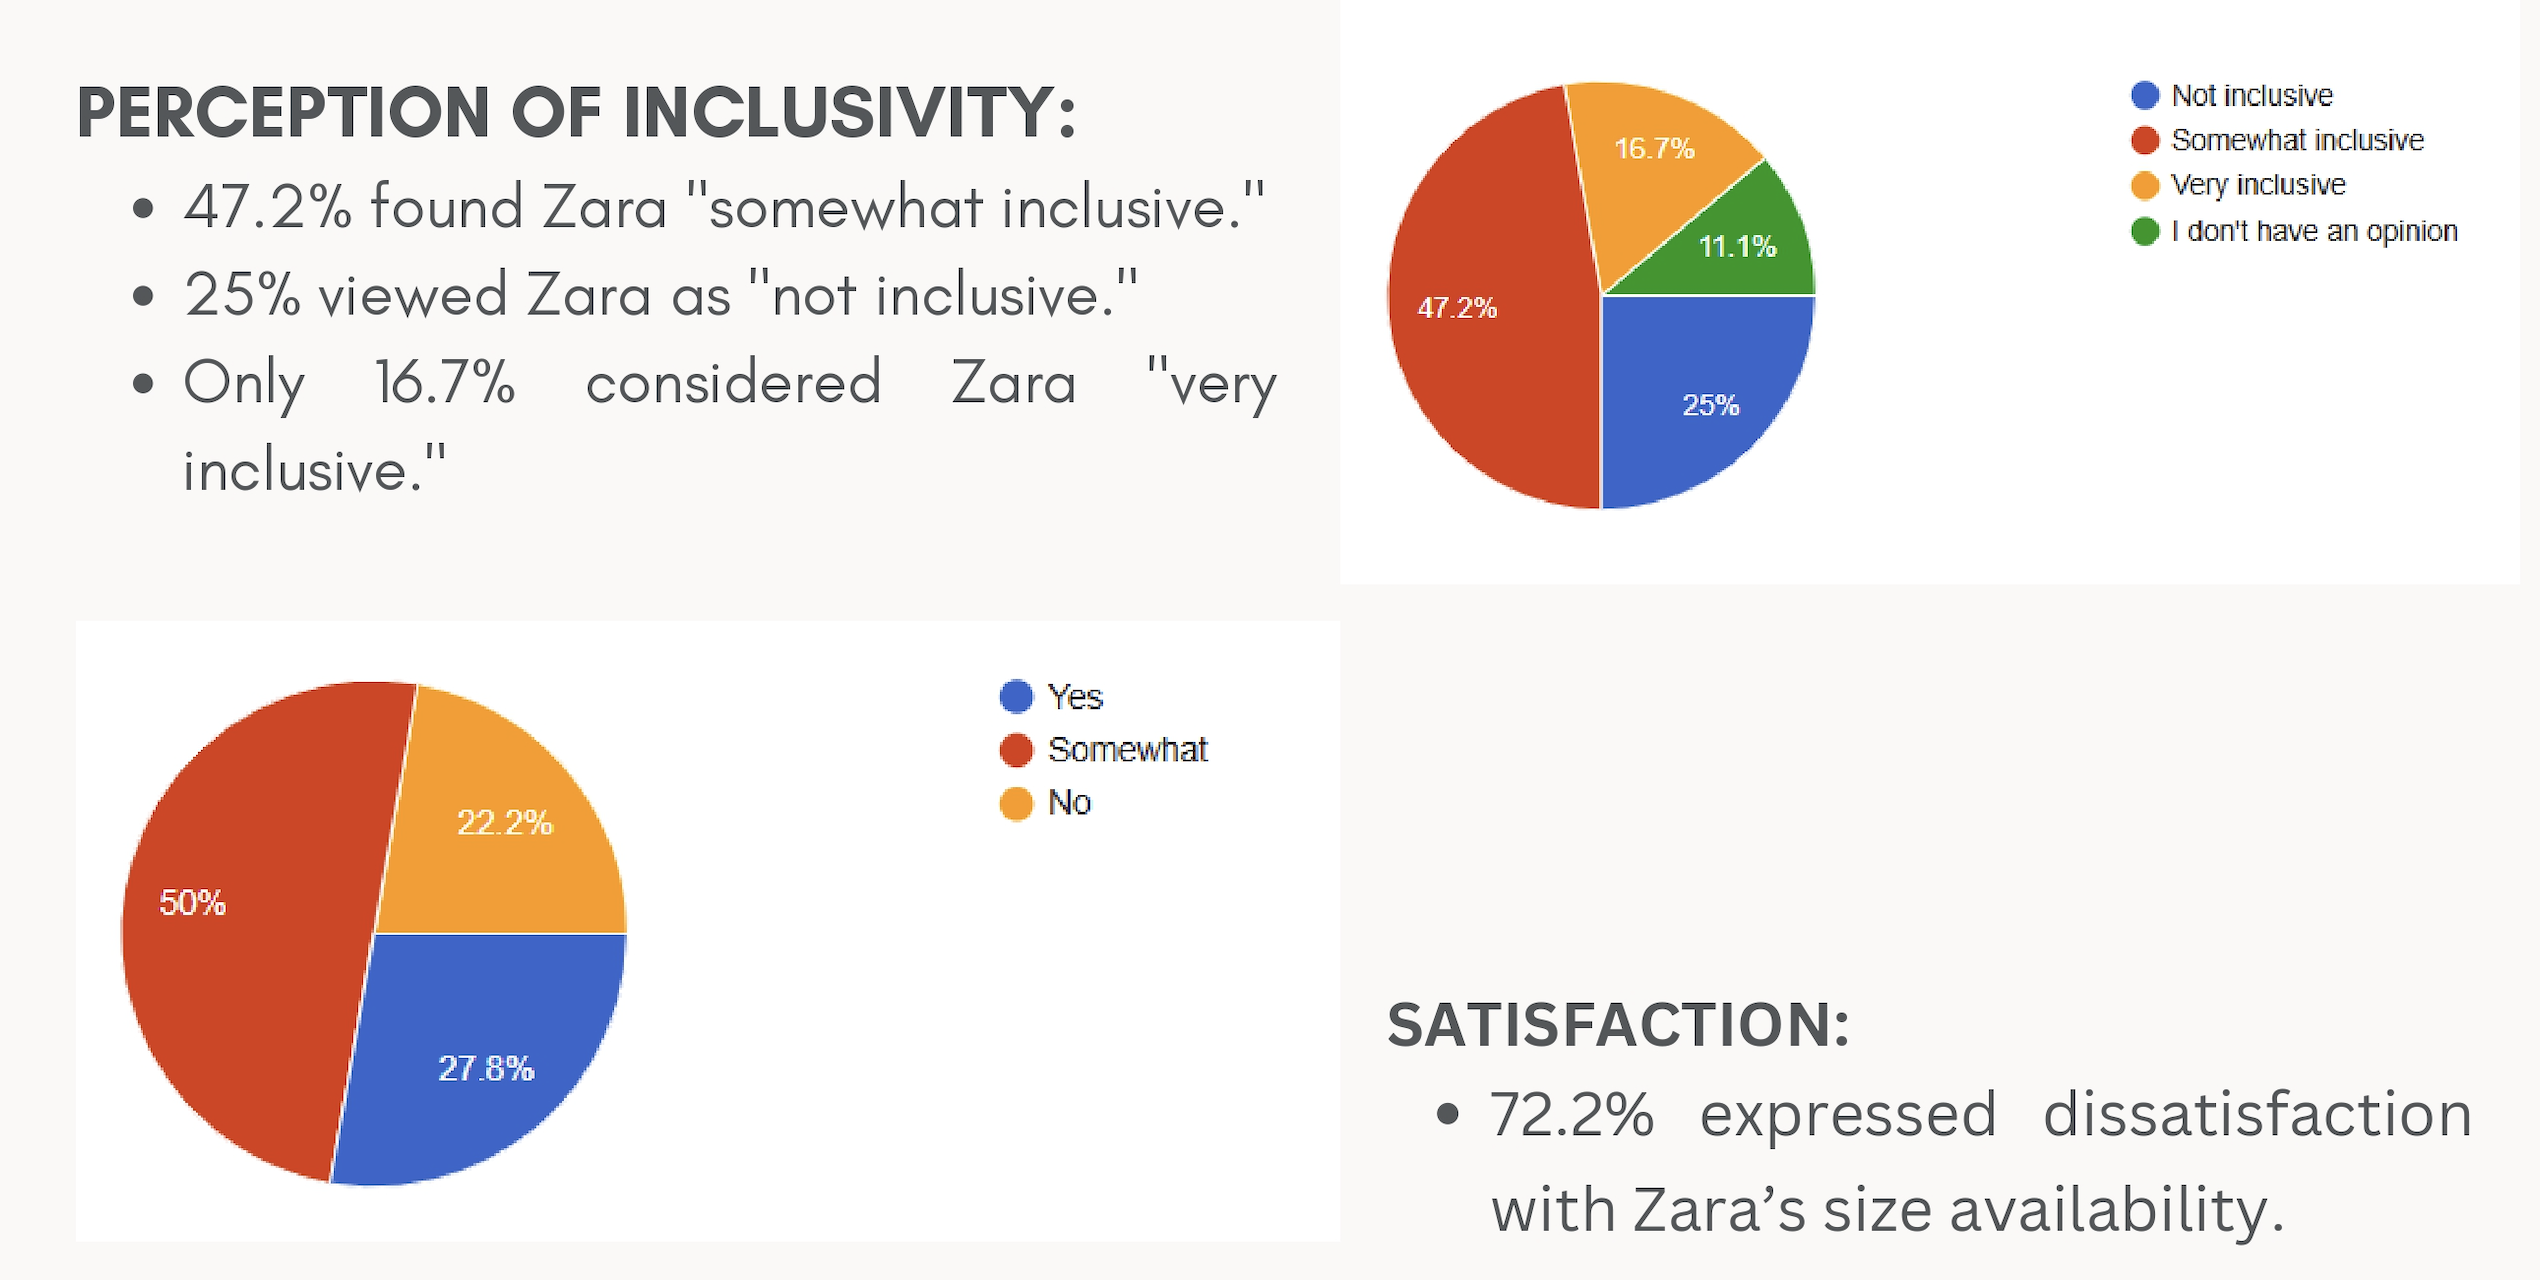 PERCEPTION OF INCLUSIVITY:
• 47.2% found Zara "somewhat inclusive."
• 25% viewed Zara as "not inclusive."
• Only 16.7% considered Zara "very
inclusive."
Not inclusive
Somewhat inclusive
Very inclusive
I don't have an opinion
16.7%
11.1%
47.2%
25%
Yes
Somewhat
No
22.2%
50%
27.8%
SATISFACTION:
• 72.2% expressed dissatisfaction
with Zara’s size availability.